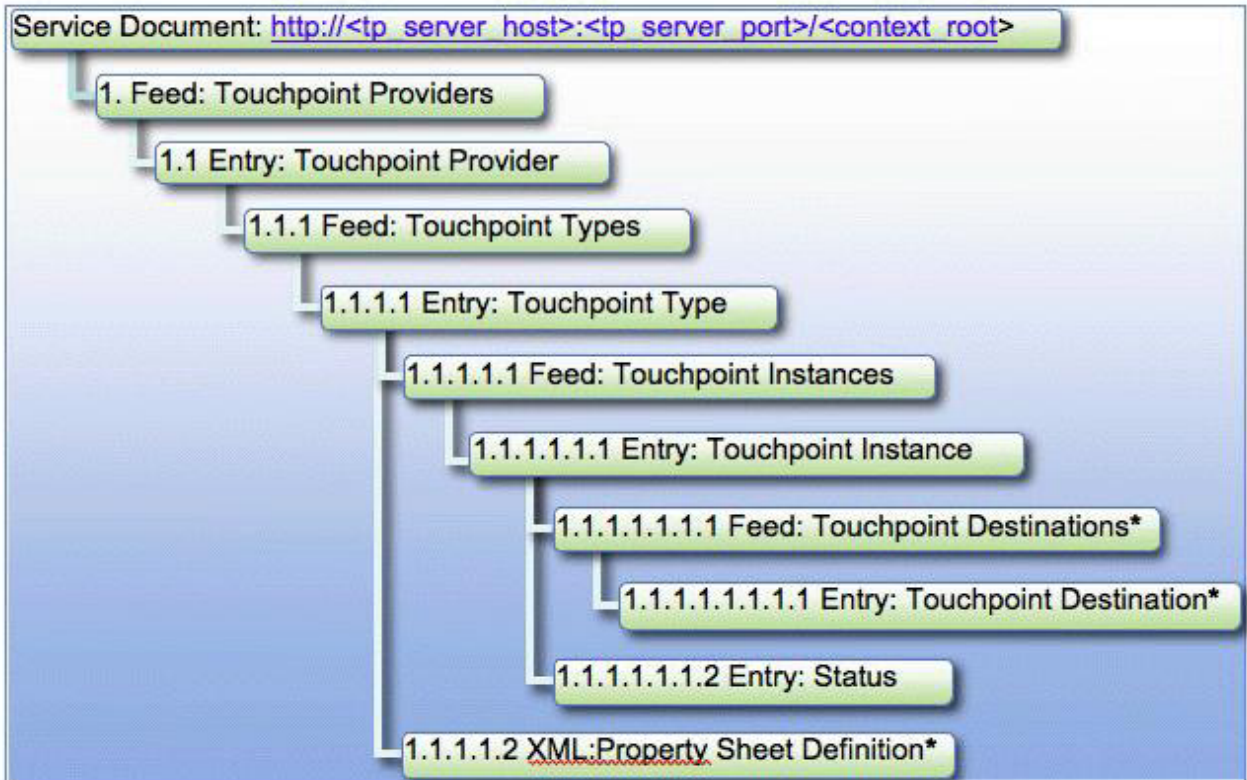 Service Document: http://<tp_server_host>:<tp_server_port>/<context_root>
1. Feed: Touchpoint Providers
1.1 Entry: Touchpoint Provider
1.1.1 Feed: Touchpoint Types
1.1.1.1 Entry: Touchpoint Type
1.1.1.1.1 Feed: Touchpoint Instances
1.1.1.1.1.1 Entry: Touchpoint Instance
1.1.1.1.1.1.1 Feed: Touchpoint Destinations*
1.1.1.1.1.1.1.1 Entry: Touchpoint Destination*
1.1.1.1.1.1.2 Entry: Status
1.1.1.1.2 XML:Property Sheet Definition*